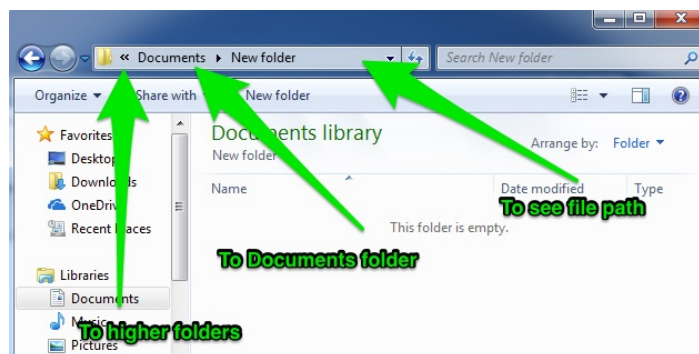 « Documents ▸ New folder
Search New folder
Organize ▾ Share with New folder
Favorites
Desktop
Downloads
OneDrive
Recent Places
Libraries
Documents
Music
Pictures
Documents library
New folder
Arrange by: Folder ▾
Name Date modified Type
This folder is empty.
To see file path
To Documents folder
To higher folders